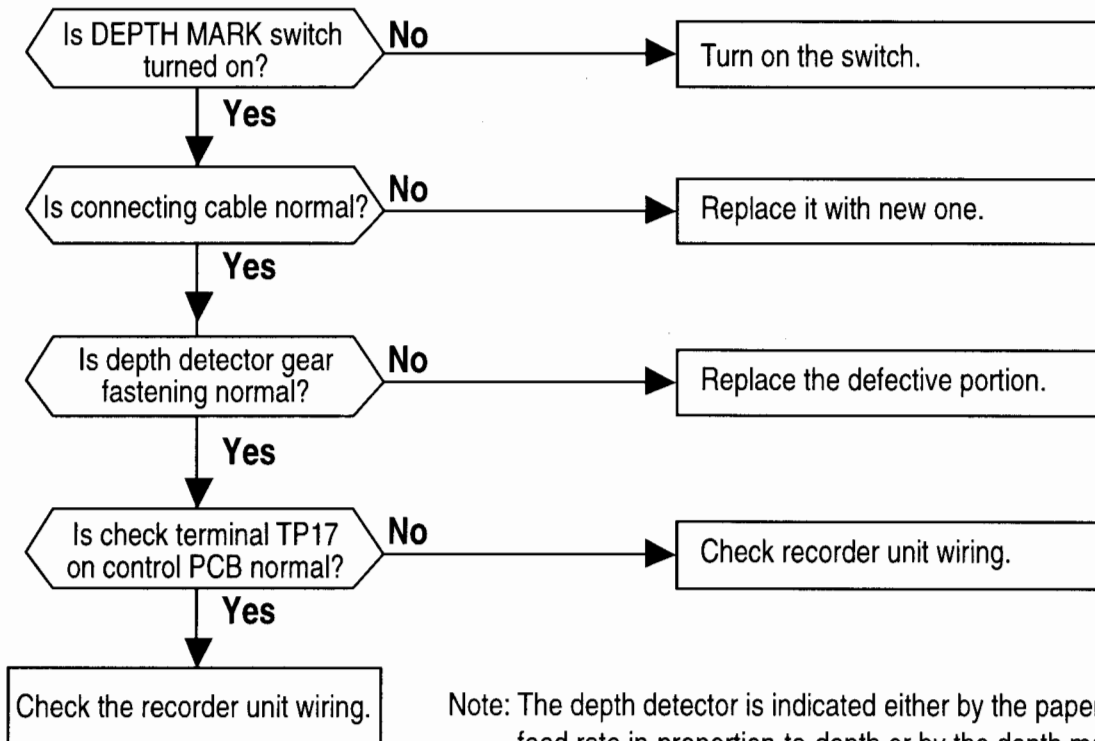 Is DEPTH MARK switch
turned on?
No
Turn on the switch.
Yes
Is connecting cable normal?
No
Replace it with new one.
Yes
Is depth detector gear
fastening normal?
No
Replace the defective portion.
Yes
Is check terminal TP17
on control PCB normal?
No
Check recorder unit wiring.
Yes
Check the recorder unit wiring.
Note: The depth detector is indicated either by the paper
feed rate in proportion to depth or by the depth